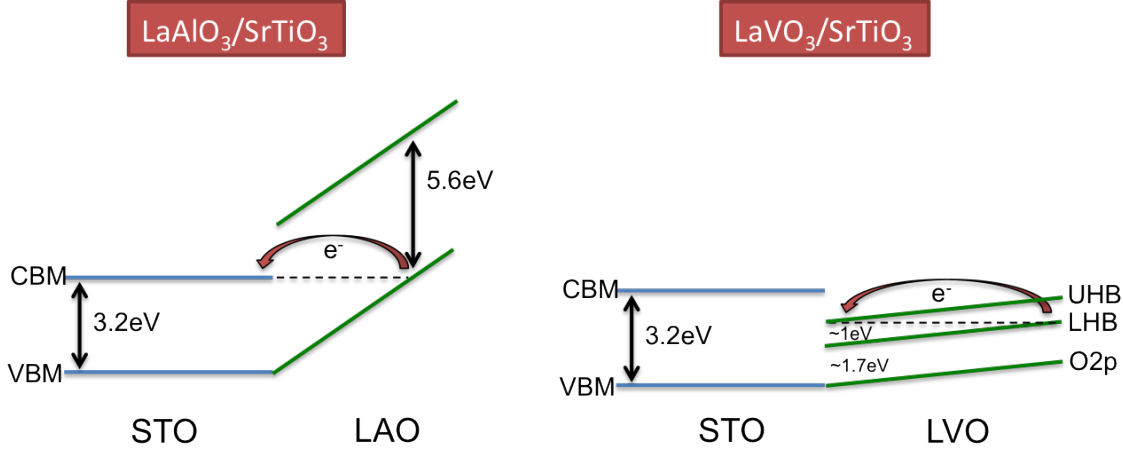 LaAlO₃/SrTiO₃
LaVO₃/SrTiO₃
5.6eV
e⁻
CBM
3.2eV
VBM
STO
LAO
CBM
3.2eV
VBM
e⁻
UHB
~1eV
LHB
~1.7eV
O2p
STO
LVO